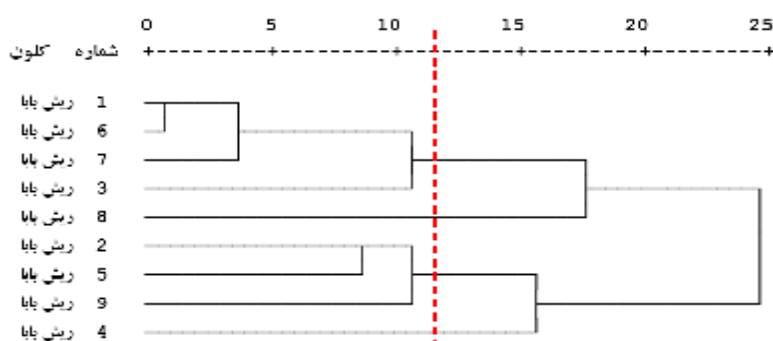 0 5 10 15 20 25
شماره کلون
1 ریش بابا
6 ریش بابا
7 ریش بابا
3 ریش بابا
8 ریش بابا
2 ریش بابا
5 ریش بابا
9 ریش بابا
4 ریش بابا